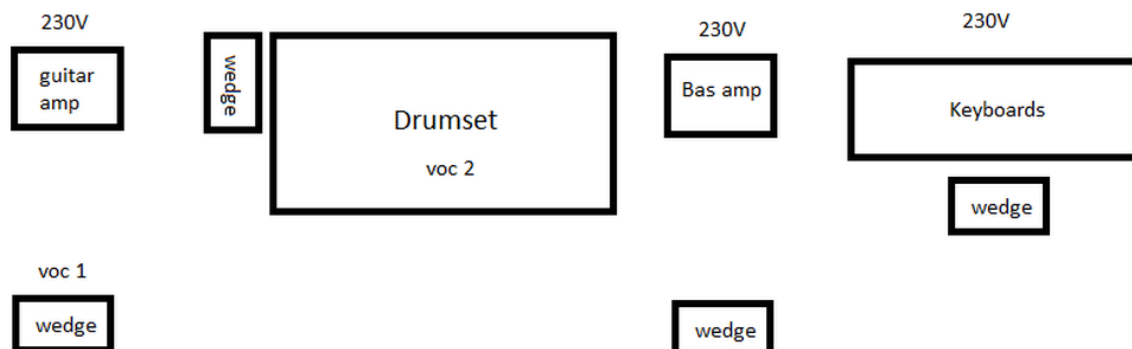 230V
guitar
amp
wedge
Drumset
voc 2
230V
Bas amp
230V
Keyboards
wedge
voc 1
wedge
wedge